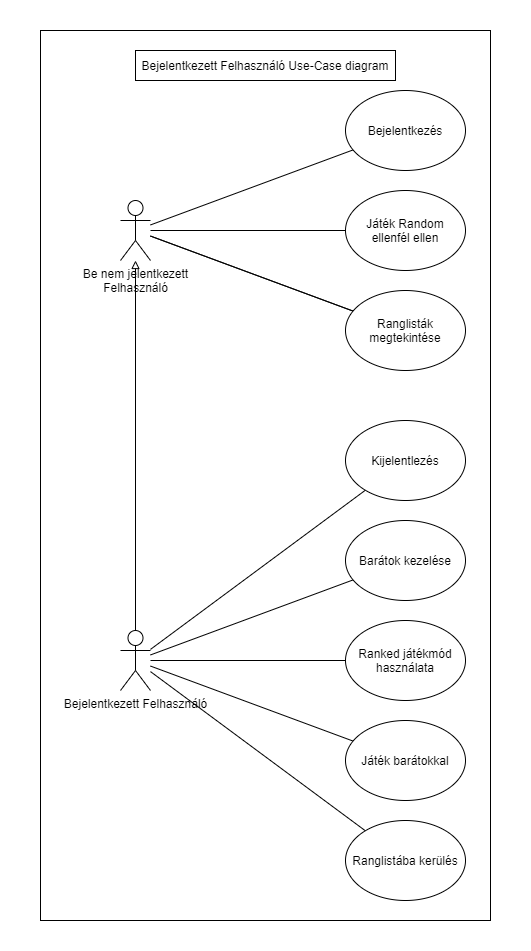 Bejelentkezett Felhasználó Use-Case diagram
Bejelentkezés
Játék Random
ellenfél ellen
Be nem jelentkezett
Felhasználó
Ranglisták
megtekintése
Kijelentlezés
Barátok kezelése
Ranked játékmód
használata
Bejelentkezett Felhasználó
Játék barátokkal
Ranglistába kerülés